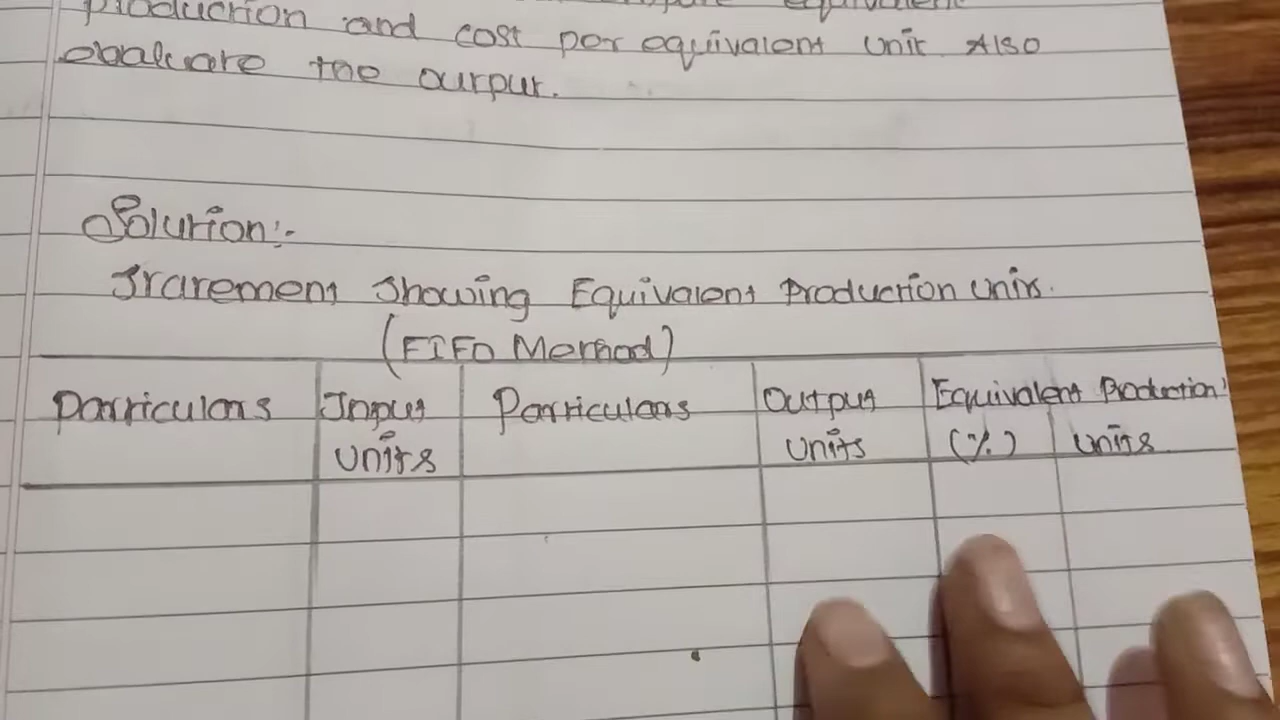 equivalent
production and cost per equivalent unit Also
evaluate the output.
Solution:-
Statement Showing Equivalent Production units.
(FIFO Method)
Particulars Input units Particulars Output units Equivalent Production (%) units